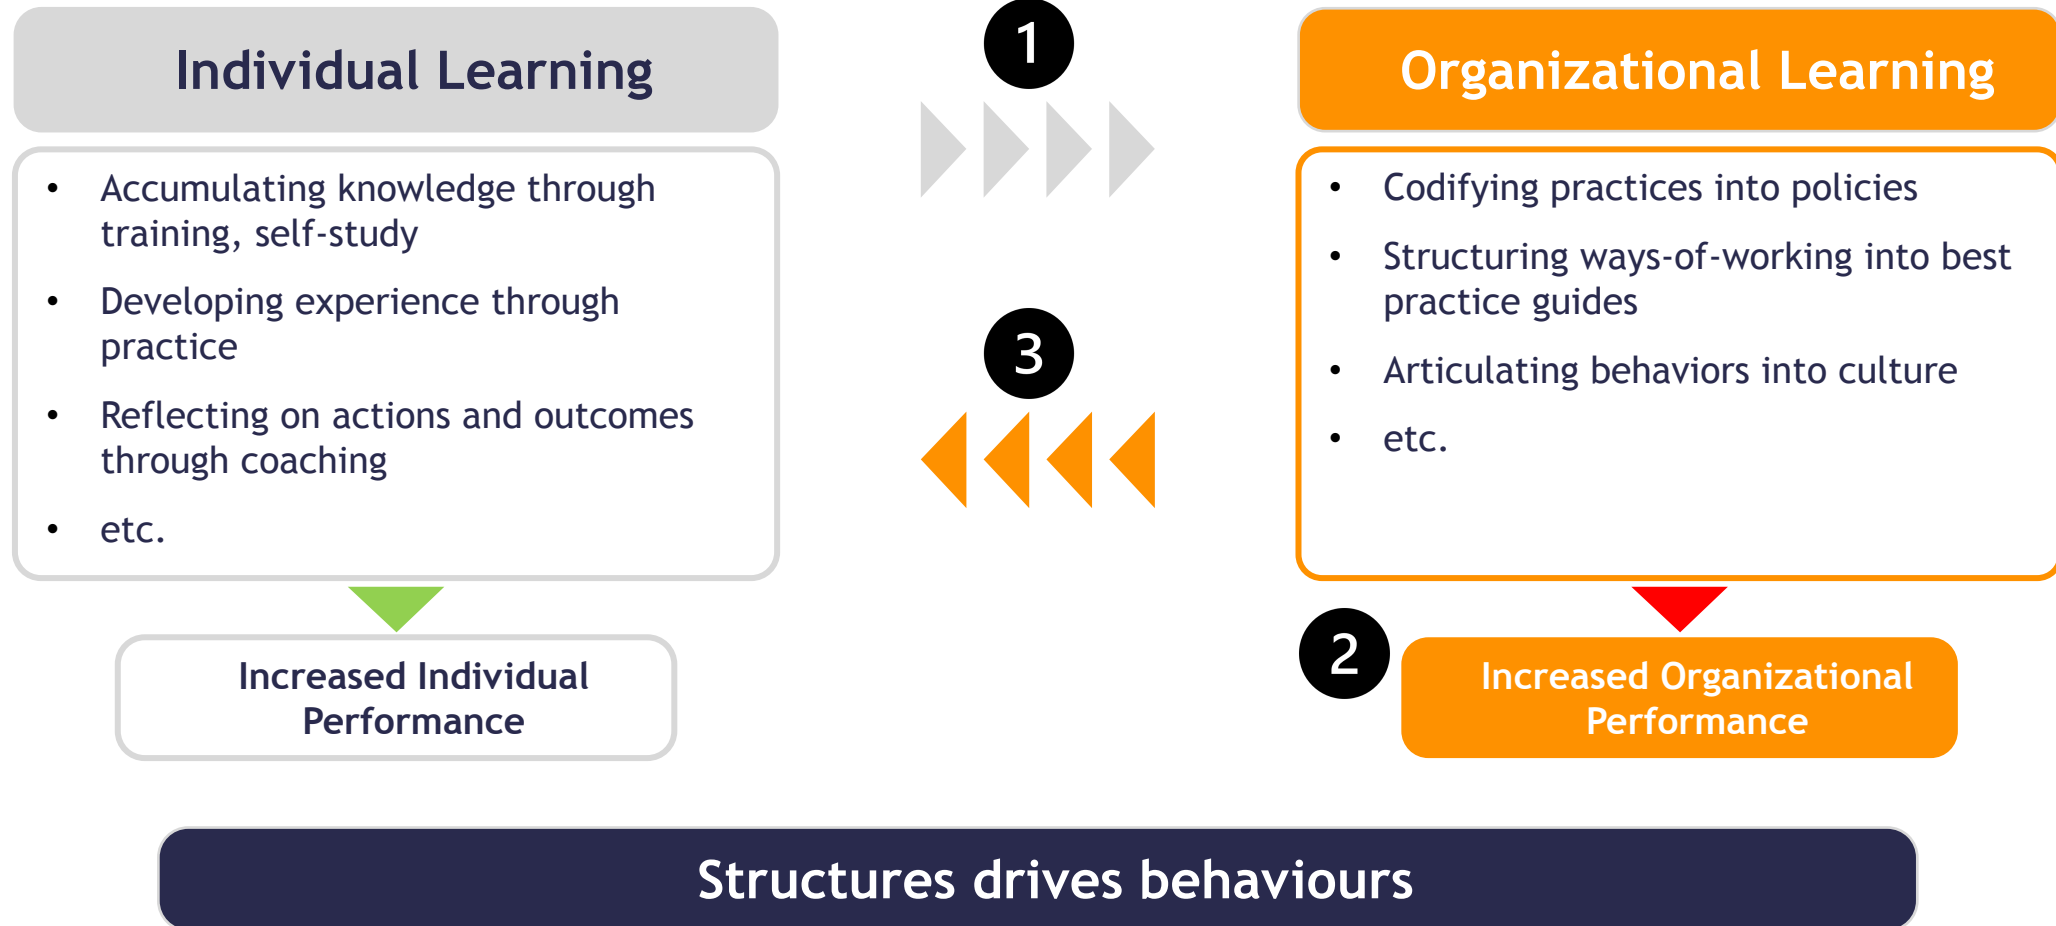 Individual Learning
• Accumulating knowledge through
training, self-study
• Developing experience through
practice
• Reflecting on actions and outcomes
through coaching
• etc.
Increased Individual
Performance
1
3
Organizational Learning
• Codifying practices into policies
• Structuring ways-of-working into best
practice guides
• Articulating behaviors into culture
• etc.
2
Increased Organizational
Performance
Structures drives behaviours